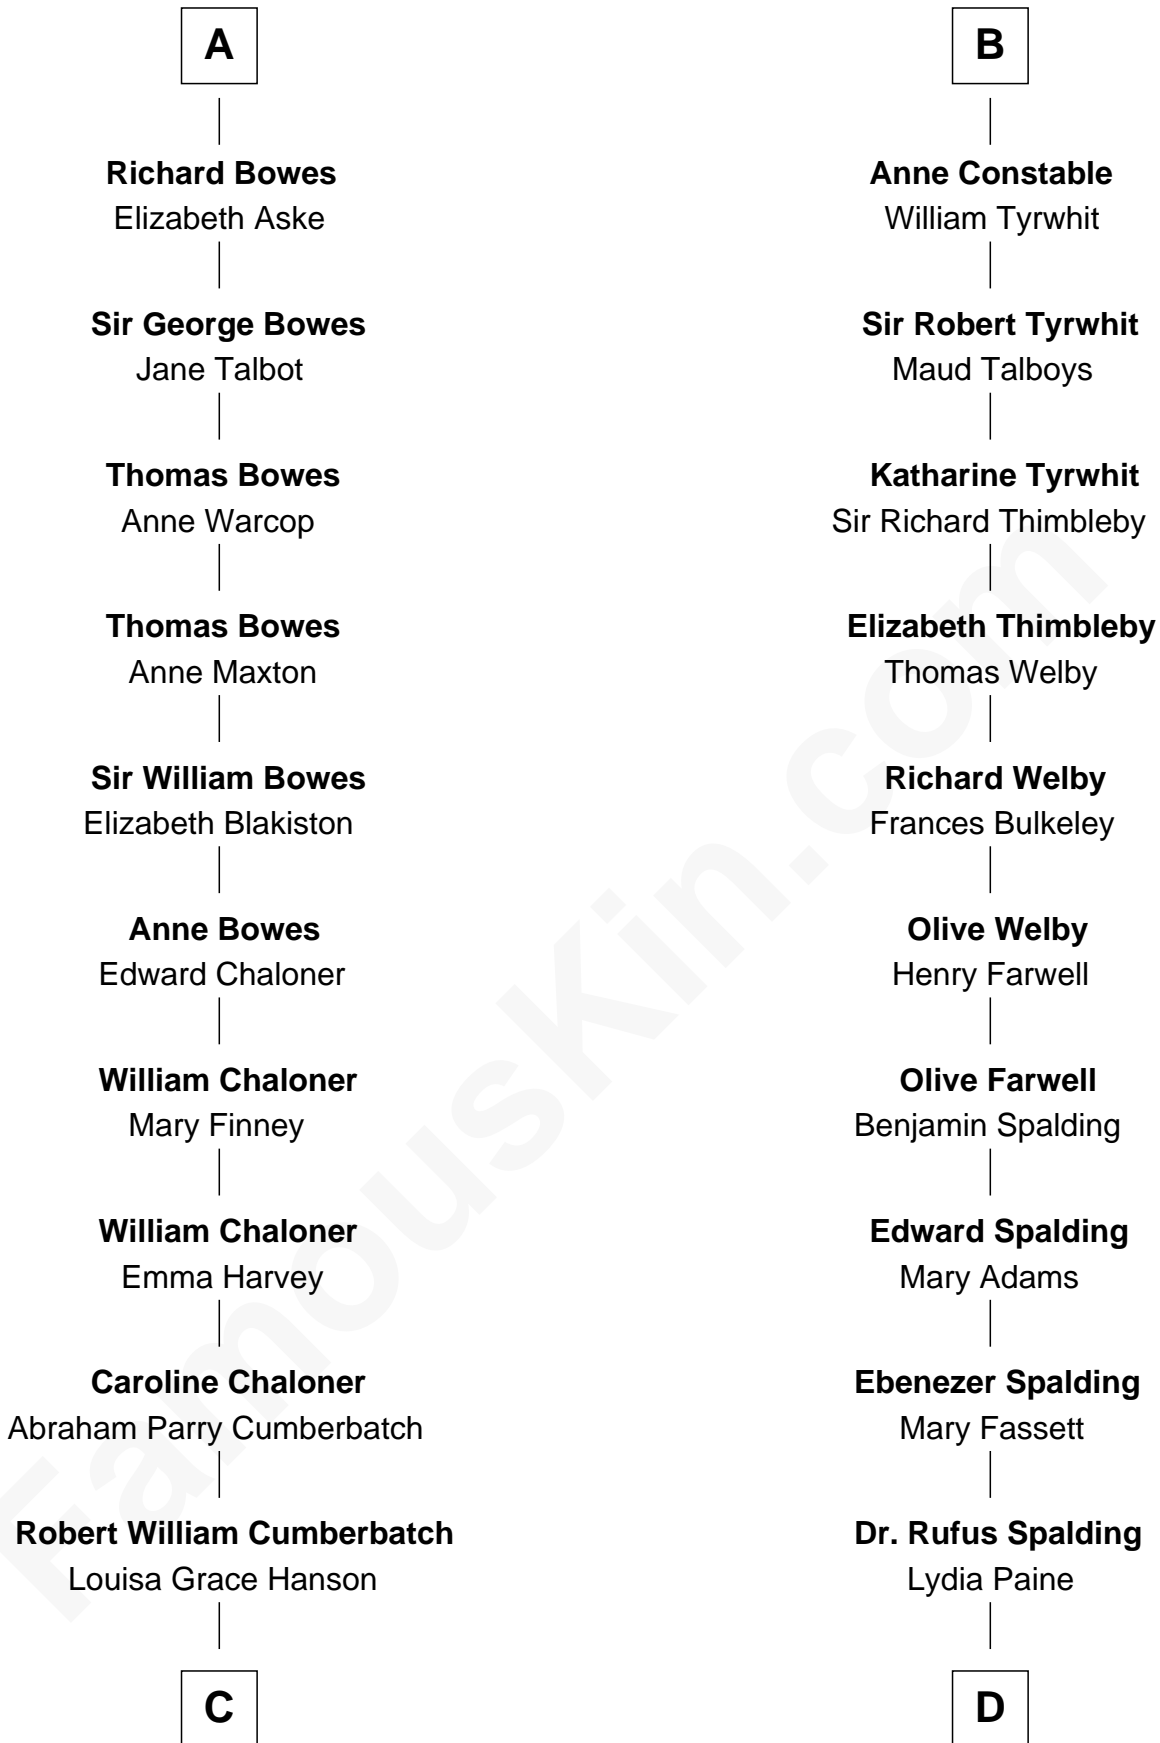 A
Richard Bowes
Elizabeth Aske
Sir George Bowes
Jane Talbot
Thomas Bowes
Anne Warcop
Thomas Bowes
Anne Maxton
Sir William Bowes
Elizabeth Blakiston
Anne Bowes
Edward Chaloner
William Chaloner
Mary Finney
William Chaloner
Emma Harvey
Caroline Chaloner
Abraham Parry Cumberbatch
Robert William Cumberbatch
Louisa Grace Hanson
C
B
Anne Constable
William Tyrwhit
Sir Robert Tyrwhit
Maud Talboys
Katharine Tyrwhit
Sir Richard Thimbleby
Elizabeth Thimbleby
Thomas Welby
Richard Welby
Frances Bulkeley
Olive Welby
Henry Farwell
Olive Farwell
Benjamin Spalding
Edward Spalding
Mary Adams
Ebenezer Spalding
Mary Fassett
Dr. Rufus Spalding
Lydia Paine
D
FamousKin.com